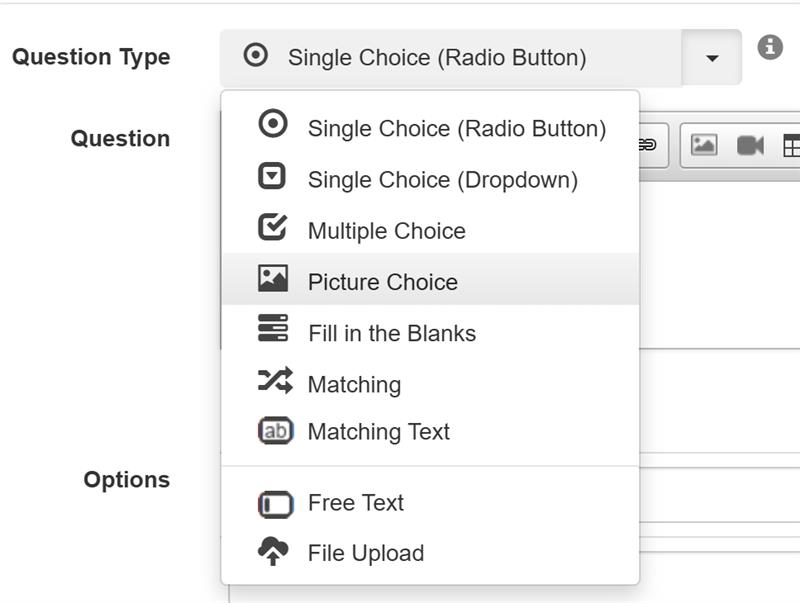 Question Type
Single Choice (Radio Button)
Question
Single Choice (Radio Button)
Single Choice (Dropdown)
Multiple Choice
Picture Choice
Fill in the Blanks
Matching
ab Matching Text
Options
Free Text
File Upload